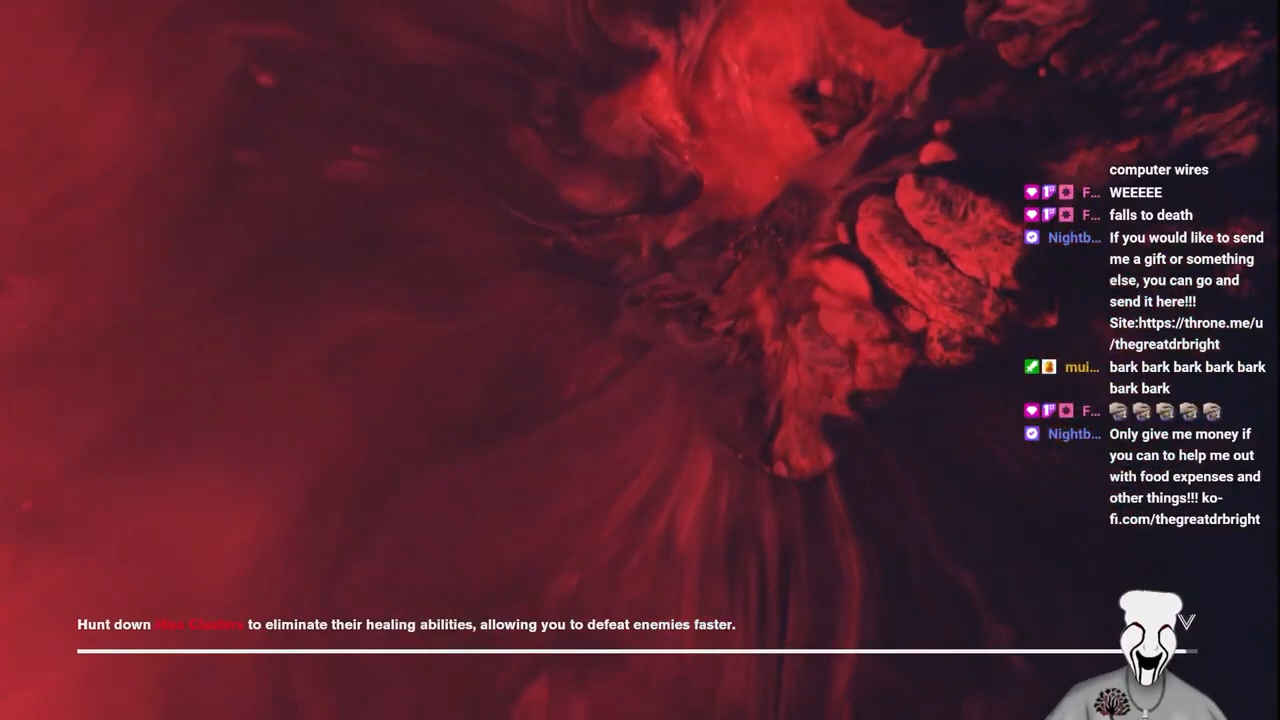 computer wires
F... WEEEEE
F... falls to death
Nightb... If you would like to send
me a gift or something
else, you can go and
send it here!!!
Site:https://throne.me/u
/thegreatdrbright
mui... bark bark bark bark bark
bark bark
F...
Nightb... Only give me money if
you can to help me out
with food expenses and
other things!!! ko-
fi.com/thegreatdrbright
Hunt down to eliminate their healing abilities, allowing you to defeat enemies faster.